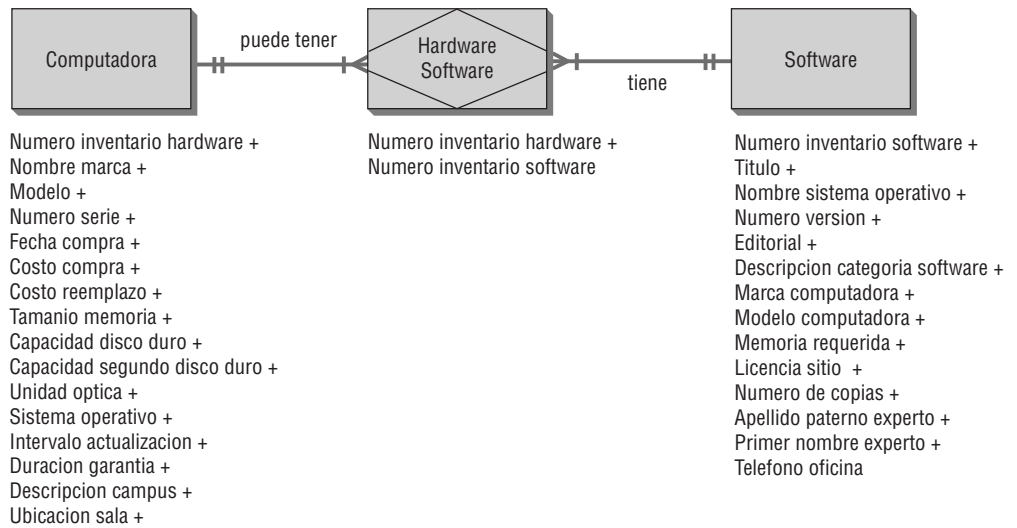 Computadora
puede tener
Hardware
Software
tiene
Software
Numero inventario hardware +
Nombre marca +
Modelo +
Numero serie +
Fecha compra +
Costo compra +
Costo reemplazo +
Tamanio memoria +
Capacidad disco duro +
Capacidad segundo disco duro +
Unidad optica +
Sistema operativo +
Intervalo actualizacion +
Duracion garantia +
Descripcion campus +
Ubicacion sala +
Numero inventario hardware +
Numero inventario software
Numero inventario software +
Titulo +
Nombre sistema operativo +
Numero version +
Editorial +
Descripcion categoria software +
Marca computadora +
Modelo computadora +
Memoria requerida +
Licencia sitio +
Numero de copias +
Apellido paterno experto +
Primer nombre experto +
Telefono oficina